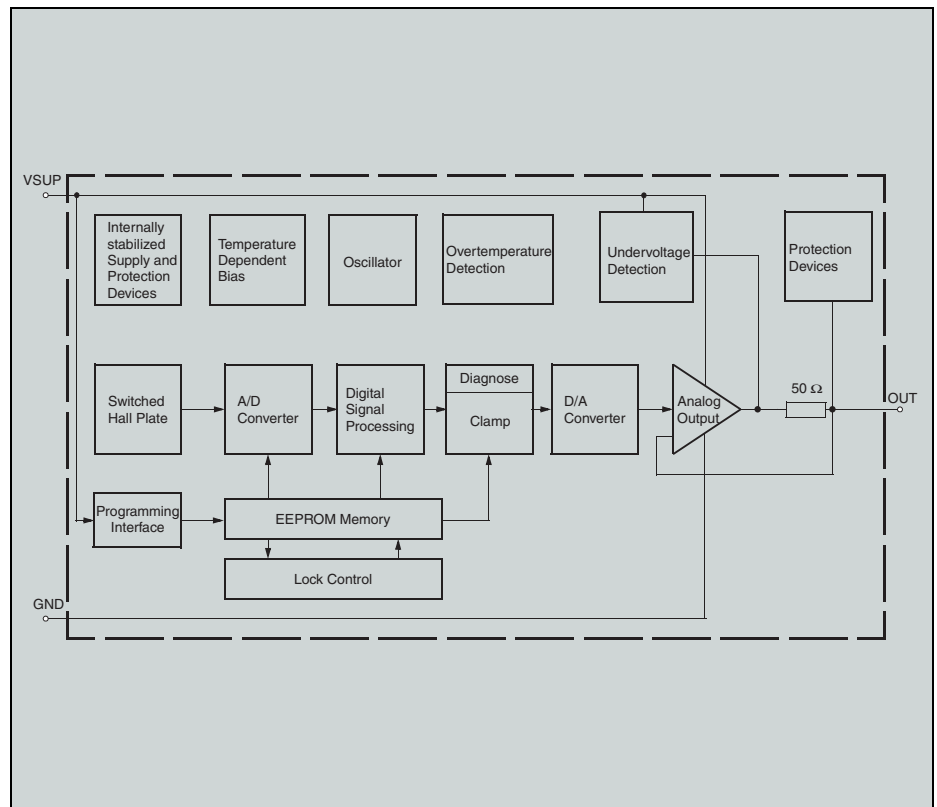 VSUP
Internally
stabilized
Supply and
Protection
Devices
Temperature
Dependent
Bias
Oscillator
Overtemperature
Detection
Undervoltage
Detection
Protection
Devices
Switched
Hall Plate
A/D
Converter
Digital
Signal
Processing
Diagnose
Clamp
D/A
Converter
Analog
Output
50 Ω
OUT
Programming
Interface
EEPROM Memory
Lock Control
GND